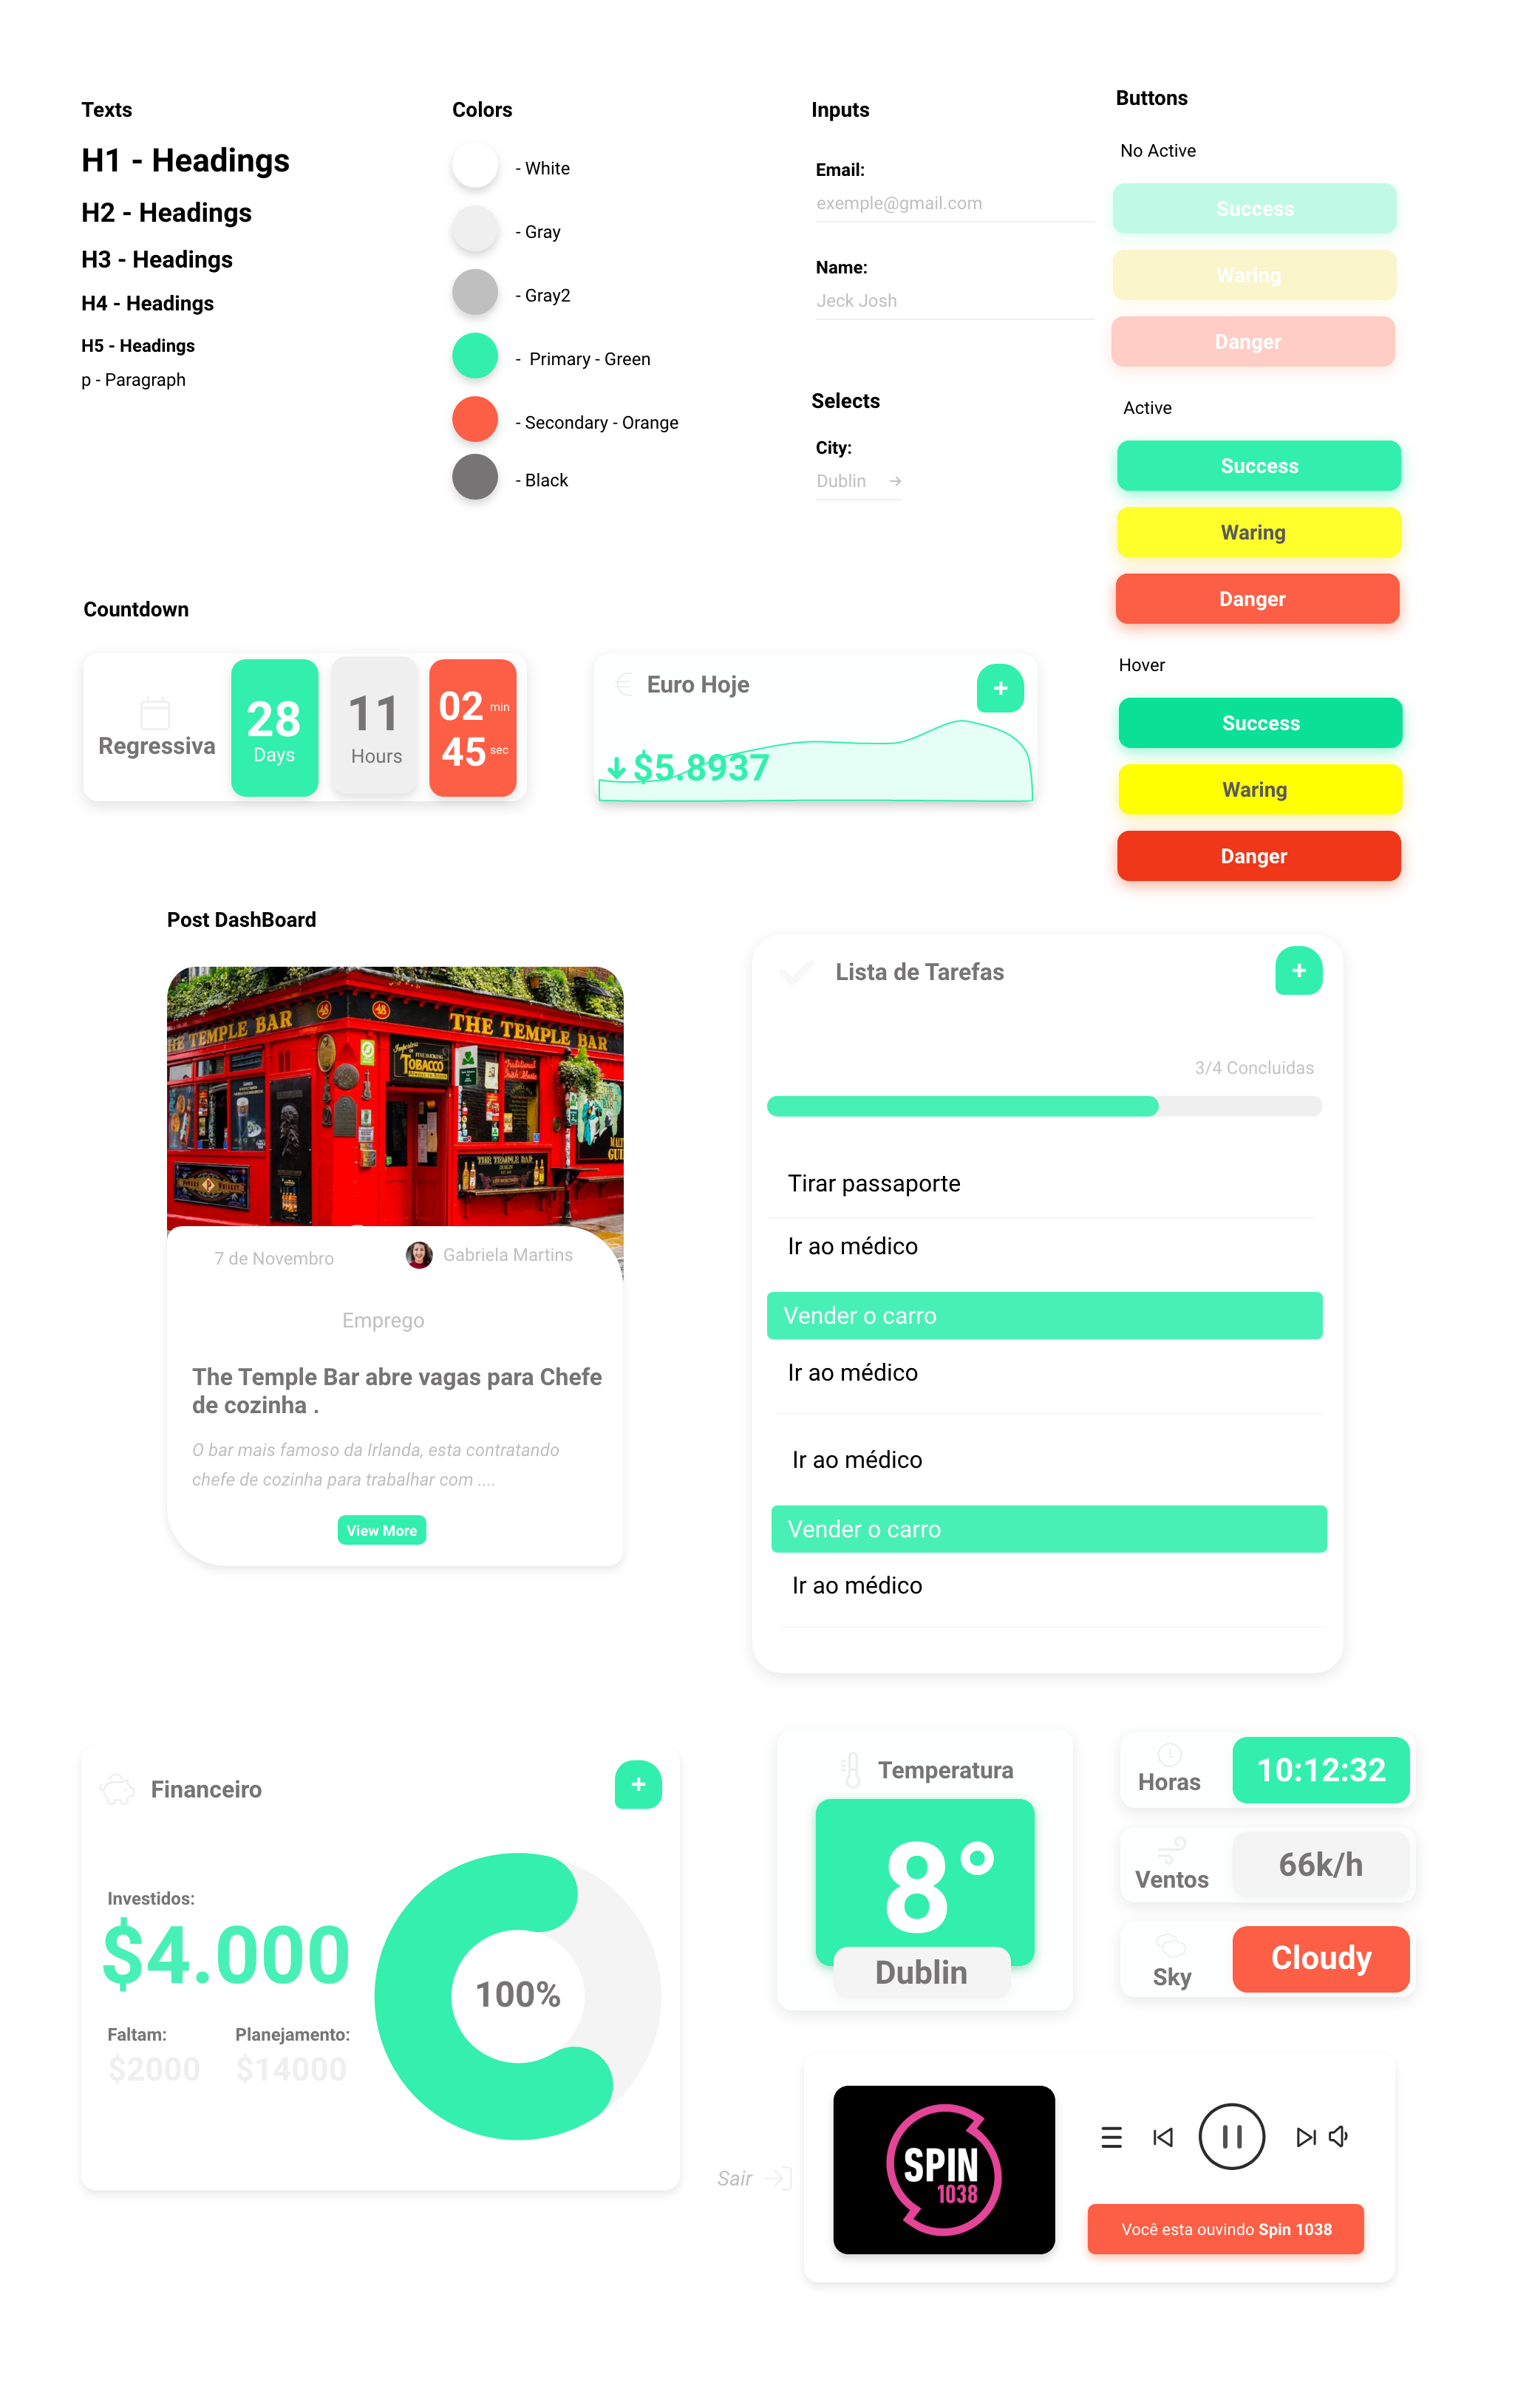 Texts
H1 - Headings
H2 - Headings
H3 - Headings
H4 - Headings
H5 - Headings
p - Paragraph
Colors
- White
- Gray
- Gray2
- Primary - Green
- Secondary - Orange
- Black
Inputs
Email:
exemple@gmail.com
Name:
Jeck Josh
Selects
City:
Dublin
Buttons
No Active
Success
Waring
Danger
Active
Success
Waring
Danger
Hover
Success
Waring
Danger
Countdown
Regressiva
28
Days
11
Hours
02 min
45 sec
€ Euro Hoje
+
$5.8937
Post DashBoard
THE TEMPLE BAR
48
48
THE TEMPLE BAR
TOBACCO
THE TEMPLE BAR
7 de Novembro
Gabriela Martins
Emprego
The Temple Bar abre vagas para Chefe
de cozinha .
O bar mais famoso da Irlanda, esta contratando
chefe de cozinha para trabalhar com ....
View More
Lista de Tarefas
+
3/4 Concluidas
Tirar passaporte
Ir ao médico
Vender o carro
Ir ao médico
Ir ao médico
Vender o carro
Ir ao médico
Financeiro
+
Investidos:
$4.000
Faltam:
$2000
Planejamento:
$14000
100%
Temperatura
8°
Dublin
Horas
10:12:32
Ventos
66k/h
Sky
Cloudy
Sair
SPIN
1038
Você esta ouvindo Spin 1038